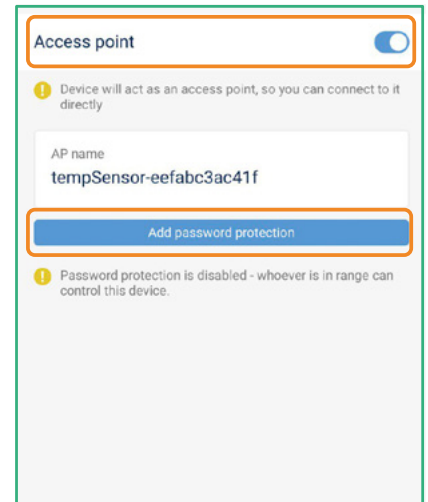 Access point
Device will act as an access point, so you can connect to it
directly
AP name
tempSensor-eefabc3ac41f
Add password protection
Password protection is disabled - whoever is in range can
control this device.